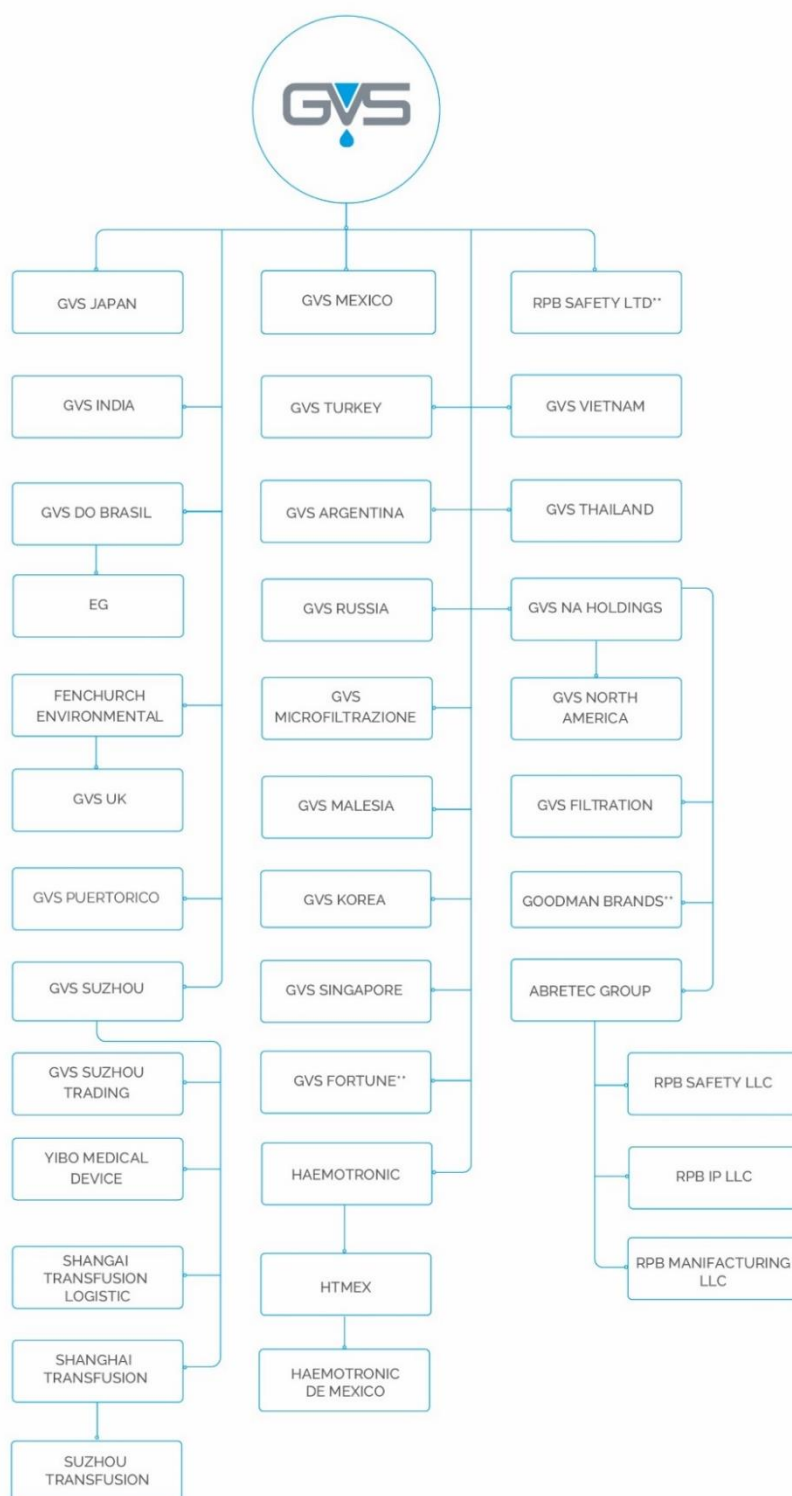 GVS
GVS JAPAN
GVS INDIA
GVS DO BRASIL
EG
FENCHURCH
ENVIRONMENTAL
GVS UK
GVS PUERTORICO
GVS SUZHOU
GVS SUZHOU
TRADING
YIBO MEDICAL
DEVICE
SHANGAI
TRANSFUSION
LOGISTIC
SHANGHAI
TRANSFUSION
SUZHOU
TRANSFUSION
GVS MEXICO
GVS TURKEY
GVS ARGENTINA
GVS RUSSIA
GVS
MICROFILTRAZIONE
GVS MALESIA
GVS KOREA
GVS SINGAPORE
GVS FORTUNE**
HAEMOTRONIC
HTMEX
HAEMOTRONIC
DE MEXICO
RPB SAFETY LTD**
GVS VIETNAM
GVS THAILAND
GVS NA HOLDINGS
GVS NORTH
AMERICA
GVS FILTRATION
GOODMAN BRANDS**
ABRETEC GROUP
RPB SAFETY LLC
RPB IP LLC
RPB MANIFACTURING
LLC